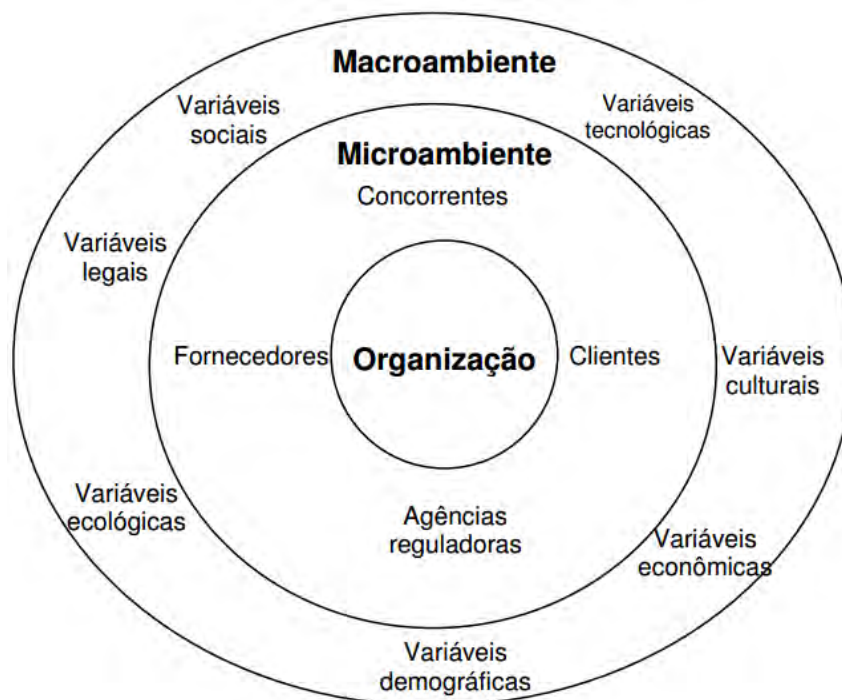 Macroambiente
Variáveis
sociais
Variáveis
tecnológicas
Microambiente
Concorrentes
Variáveis
legais
Fornecedores
Organização
Clientes
Variáveis
culturais
Variáveis
ecológicas
Agências
reguladoras
Variáveis
econômicas
Variáveis
demográficas